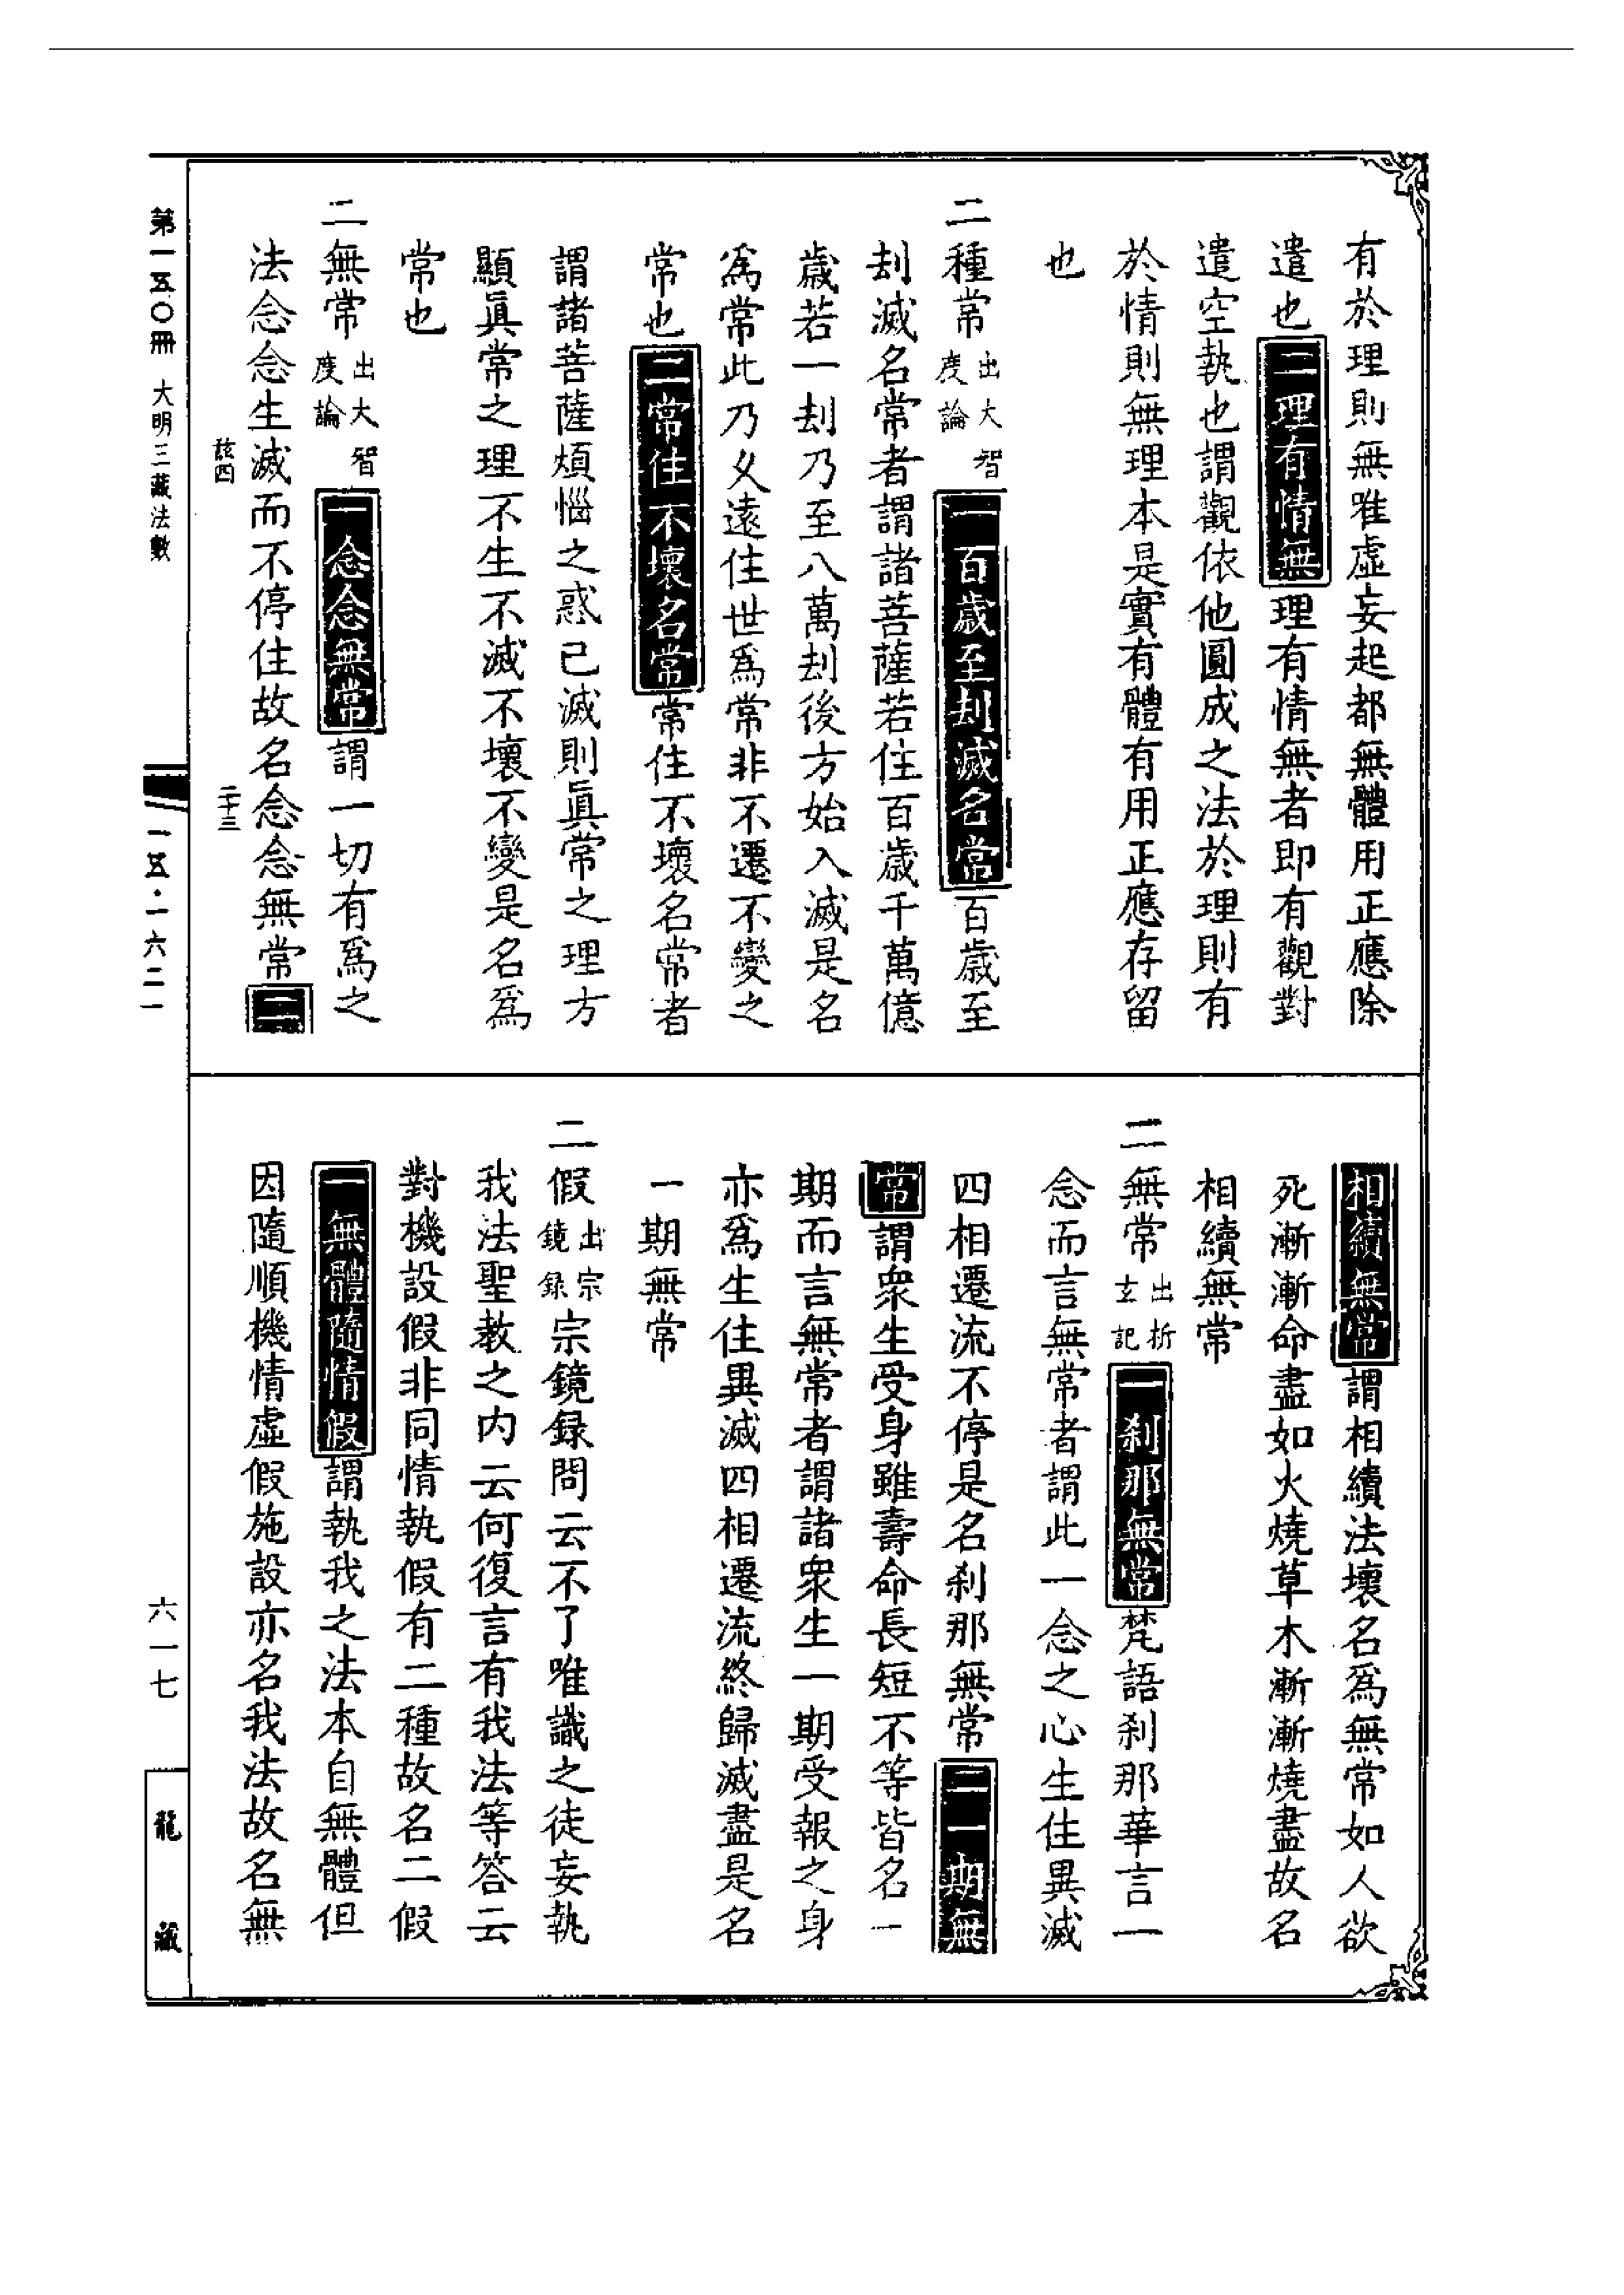 有於理則無唯虛妄起都無體用正應除
遣也二理有情無理有情無者即有觀對
遣空執也謂觀依他圓成之法於理則有
於情則無理本是實有體有用正應存留
也
二種常出大智度論一百歲至刦滅名常百歲至
刦滅名常者謂諸菩薩若住百歲千萬億
歲若一刦乃至八萬刦後方始入滅是名
爲常此乃久遠住世爲常非不遷不變之
常也二常住不壞名常常住不壞名常者
謂諸菩薩煩惱之惑已滅則眞常之理方
顯眞常之理不生不滅不壞不變是名爲
常也
二無常出大智度論一念念無常謂一切有爲之
法念念生滅而不停住故名念念無常二
相續無常謂相續法壞名爲無常如人欲
死漸漸命盡如火燒草木漸漸燒盡故名
相續無常
二無常出析玄記一刹那無常梵語刹那華言一
念而言無常者謂此一念之心生住異滅
四相遷流不停是名刹那無常二一期無
常謂衆生受身雖壽命長短不等皆名一
期而言無常者謂諸衆生一期受報之身
亦爲生住異滅四相遷流終歸滅盡是名
一期無常
二假出宗鏡録宗鏡録問云不了唯識之徒妄執
我法聖教之内云何復言有我法等答云
對機設假非同情執假有二種故名二假
一無體隨情假謂執我之法本自無體但
因隨順機情虛假施設亦名我法故名無
第一五〇冊 大明三藏法數
該四 二十三
一五·一六二一
六一七
龍藏